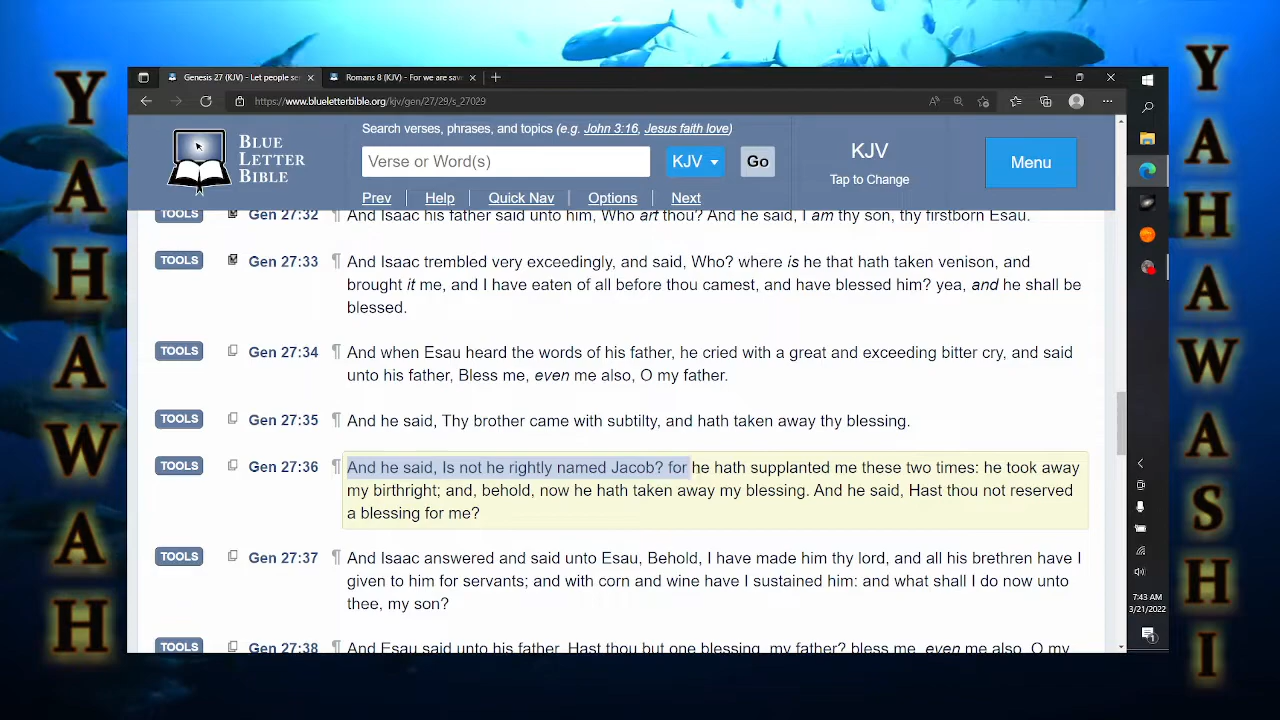 YAHAWAH
Genesis 27 (KJV) - Let people se
Romans 8 (KJV) - For we are sav
https://www.blueletterbible.org/kjv/gen/27/29/s_27029
BLUE
LETTER
BIBLE
Search verses, phrases, and topics (e.g. John 3:16, Jesus faith love)
Verse or Word(s)
KJV
Go
Prev | Help | Quick Nav | Options | Next
KJV
Tap to Change
Menu
TOOLS Gen 27:32 ¶ And Isaac his father said unto him, Who art thou? And he said, I am thy son, thy firstborn Esau.
TOOLS Gen 27:33 ¶ And Isaac trembled very exceedingly, and said, Who? where is he that hath taken venison, and
brought it me, and I have eaten of all before thou camest, and have blessed him? yea, and he shall be
blessed.
TOOLS Gen 27:34 ¶ And when Esau heard the words of his father, he cried with a great and exceeding bitter cry, and said
unto his father, Bless me, even me also, O my father.
TOOLS Gen 27:35 ¶ And he said, Thy brother came with subtilty, and hath taken away thy blessing.
TOOLS Gen 27:36 ¶ And he said, Is not he rightly named Jacob? for he hath supplanted me these two times: he took away
my birthright; and, behold, now he hath taken away my blessing. And he said, Hast thou not reserved
a blessing for me?
TOOLS Gen 27:37 ¶ And Isaac answered and said unto Esau, Behold, I have made him thy lord, and all his brethren have I
given to him for servants; and with corn and wine have I sustained him: and what shall I do now unto
thee, my son?
TOOLS Gen 27:38 ¶ And Esau said unto his father, Hast thou but one blessing, my father? bless me, even me also, O my
7:43 AM
3/21/2022
1
YAHAWASHI